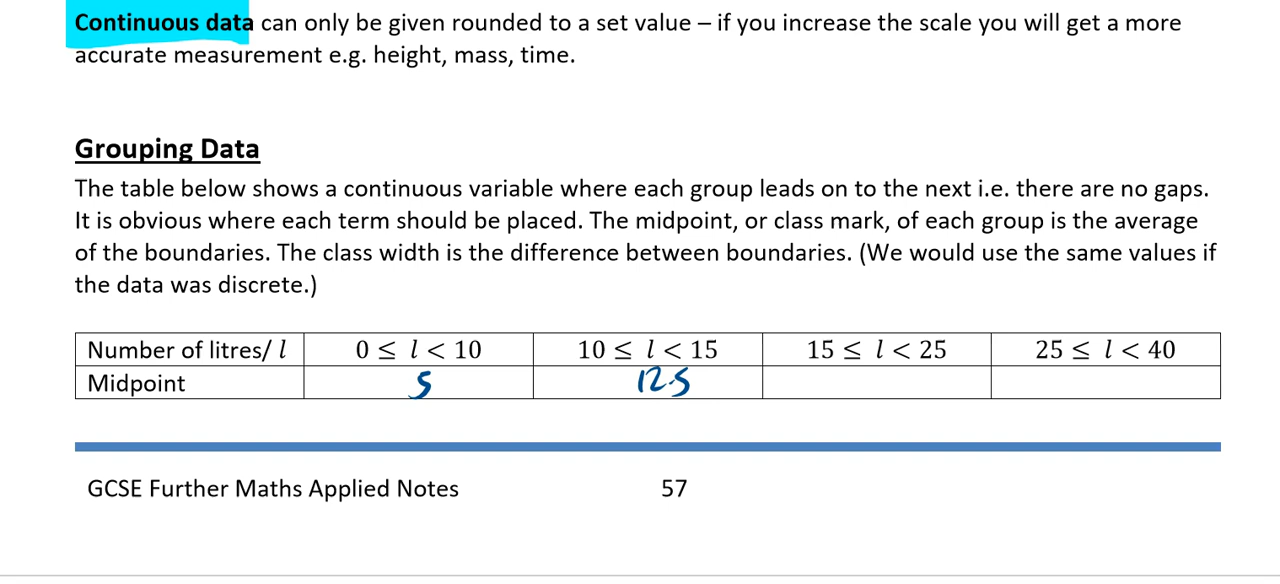 Continuous data can only be given rounded to a set value – if you increase the scale you will get a more
accurate measurement e.g. height, mass, time.
Grouping Data
The table below shows a continuous variable where each group leads on to the next i.e. there are no gaps.
It is obvious where each term should be placed. The midpoint, or class mark, of each group is the average
of the boundaries. The class width is the difference between boundaries. (We would use the same values if
the data was discrete.)
Number of litres/ l 0 ≤ l < 10 10 ≤ l < 15 15 ≤ l < 25 25 ≤ l < 40
Midpoint 5 12.5
GCSE Further Maths Applied Notes 57